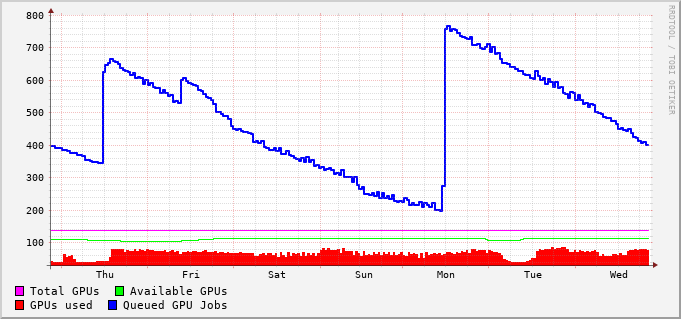 800
700
600
500
400
300
200
100
Thu Fri Sat Sun Mon Tue Wed
Total GPUs Available GPUs
GPUs used Queued GPU Jobs
RRDTOOL / TOBI OETIKER